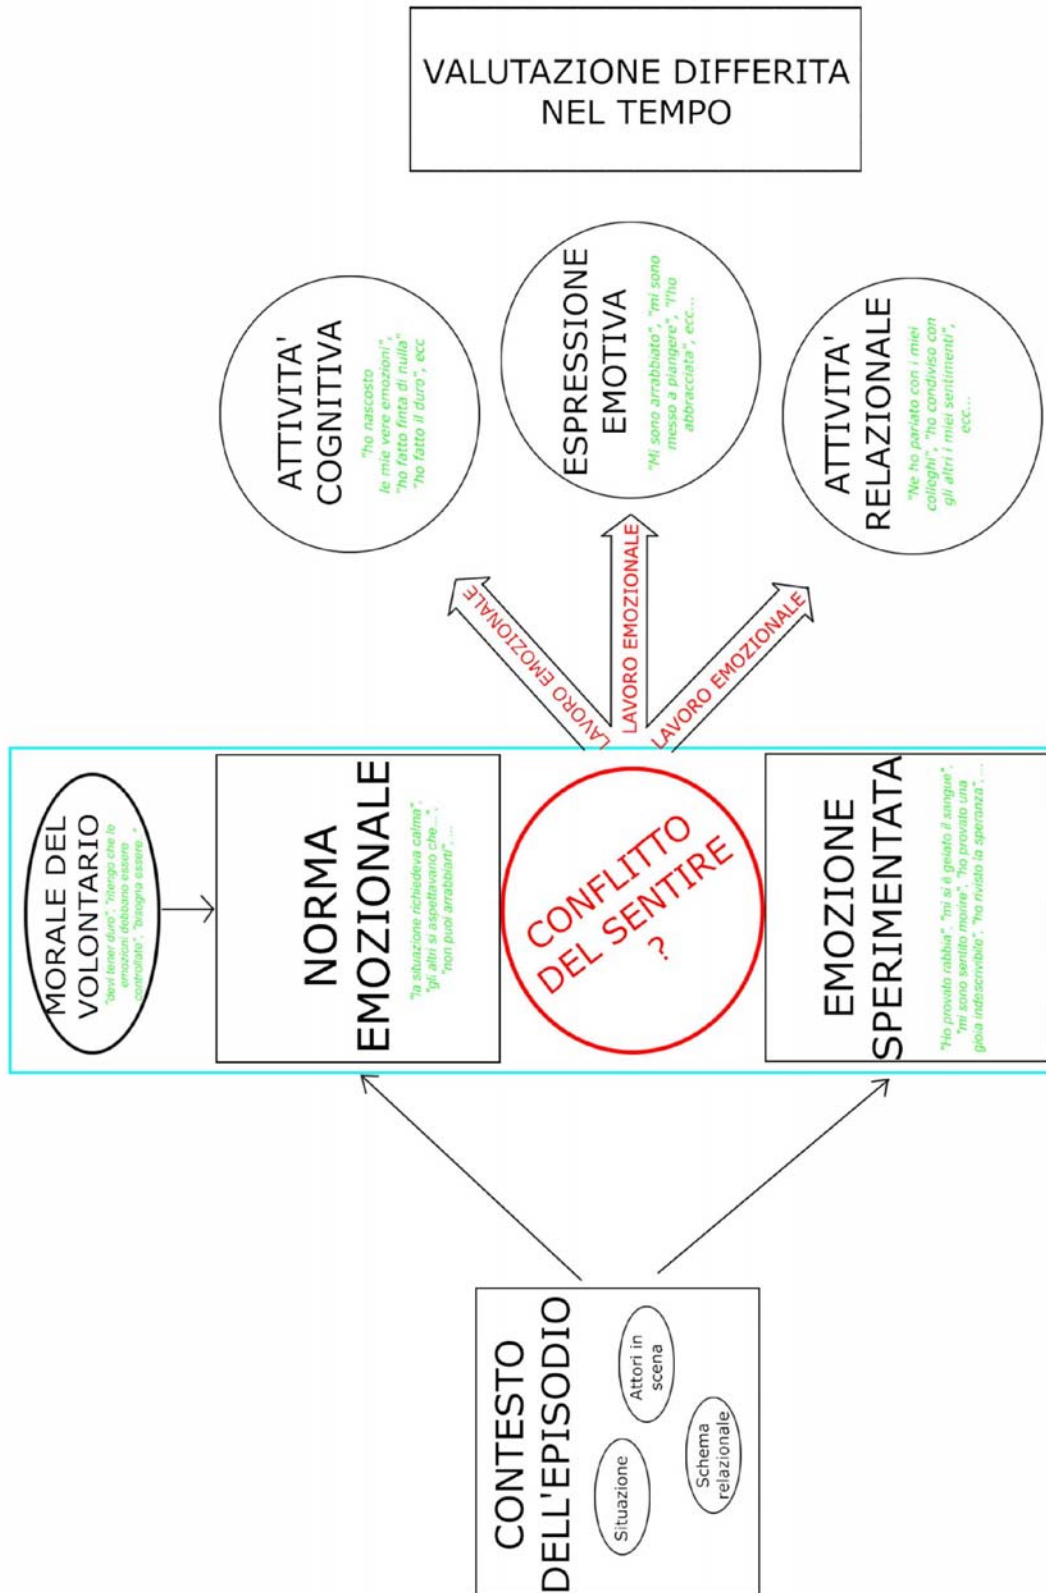 VALUTAZIONE DIFFERITA
NEL TEMPO
CONTESTO
DELL'EPISODIO
Situazione
Attori in
scena
Schema
relazionale
MORALE DEL
VOLONTARIO
"devi tener duro", "ritengo che le
emozioni debbano essere
controllate", "bisogna essere
NORMA
EMOZIONALE
"la situazione richiedeva calma",
"gli altri si aspettavano che...",
"non puoi arrabbiarti", ...
CONFLITTO
DEL SENTIRE
?
EMOZIONE
SPERIMENTATA
"Ho provato rabbia", "mi si è gelato il sangue",
"mi sono sentito morire", "ho provato una
gioia indescrivibile", "ho rivisto la speranza", ...
LAVORO EMOZIONALE
LAVORO EMOZIONALE
LAVORO EMOZIONALE
ATTIVITA'
COGNITIVA
"ho nascosto
le mie vere emozioni",
"ho fatto finta di nulla"
"ho fatto il duro", ecc
ESPRESSIONE
EMOTIVA
"Mi sono arrabbiato", "mi sono
messo a piangere", "l'ho
abbracciata", ecc...
ATTIVITA'
RELAZIONALE
"Ne ho parlato con i miei
colleghi", "ho condiviso con
gli altri i miei sentimenti",
ecc...